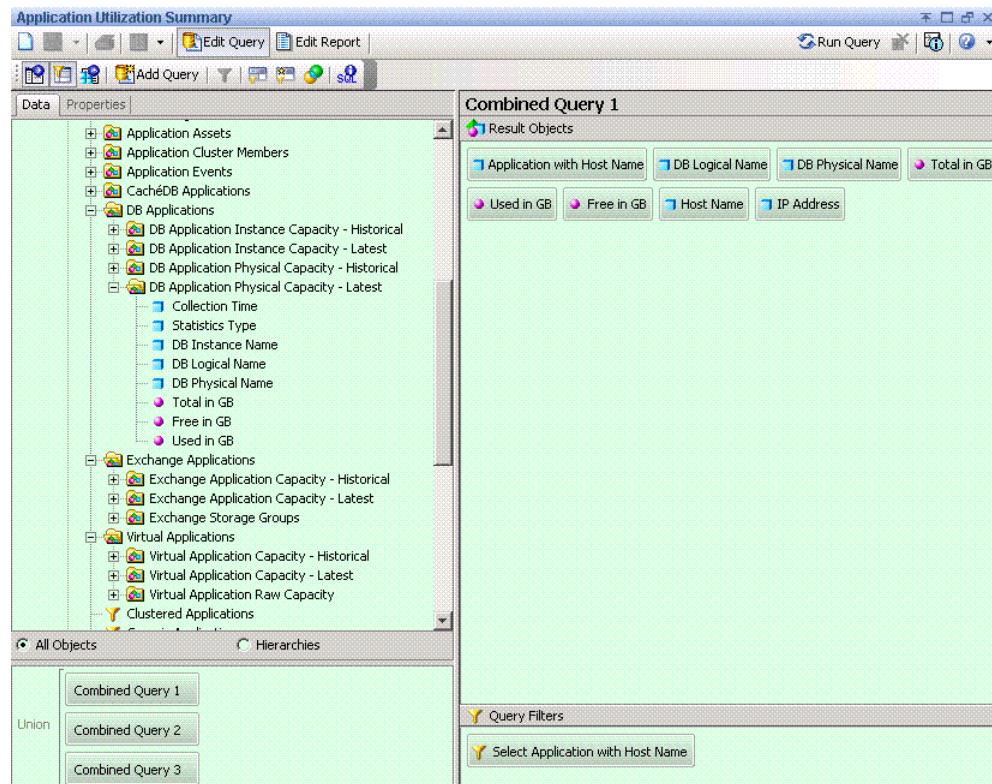 Application Utilization Summary
Edit Query Edit Report Run Query
Add Query SQL
Data Properties
Application Assets
Application Cluster Members
Application Events
CachéDB Applications
DB Applications
DB Application Instance Capacity - Historical
DB Application Instance Capacity - Latest
DB Application Physical Capacity - Historical
DB Application Physical Capacity - Latest
Collection Time
Statistics Type
DB Instance Name
DB Logical Name
DB Physical Name
Total in GB
Free in GB
Used in GB
Exchange Applications
Exchange Application Capacity - Historical
Exchange Application Capacity - Latest
Exchange Storage Groups
Virtual Applications
Virtual Application Capacity - Historical
Virtual Application Capacity - Latest
Virtual Application Raw Capacity
Clustered Applications
All Objects Hierarchies
Union
Combined Query 1
Combined Query 2
Combined Query 3
Combined Query 1
Result Objects
Application with Host Name DB Logical Name DB Physical Name Total in GB
Used in GB Free in GB Host Name IP Address
Query Filters
Select Application with Host Name